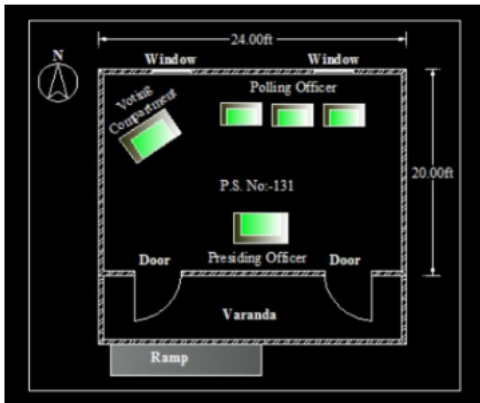 24.00ft
N
Window
Window
Voting
Compartment
Polling Officer
20.00ft
P.S. No:-131
Door
Presiding Officer
Door
Varanda
Ramp